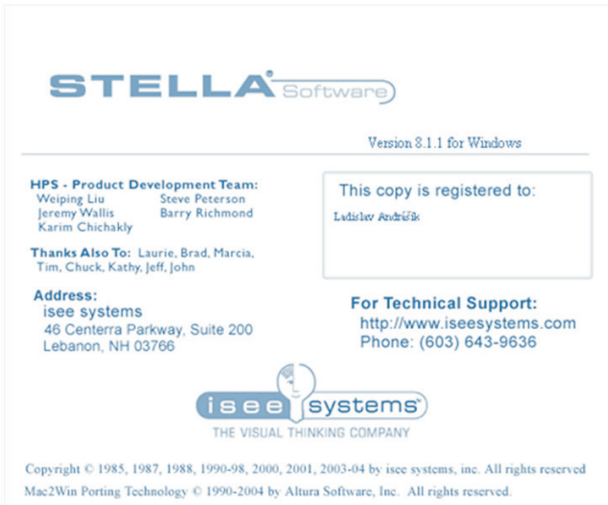 STELLA® Software
Version 8.1.1 for Windows
HPS - Product Development Team:
Weiping Liu Steve Peterson
Jeremy Wallis Barry Richmond
Karim Chichakly
Thanks Also To: Laurie, Brad, Marcia,
Tim, Chuck, Kathy, Jeff, John
This copy is registered to:
Ladislav Andrášik
Address:
isee systems
46 Centerra Parkway, Suite 200
Lebanon, NH 03766
For Technical Support:
http://www.iseesystems.com
Phone: (603) 643-9636
isee systems™
THE VISUAL THINKING COMPANY
Copyright © 1985, 1987, 1988, 1990-98, 2000, 2001, 2003-04 by isee systems, inc. All rights reserved
Mac2Win Porting Technology © 1990-2004 by Altura Software, Inc. All rights reserved.